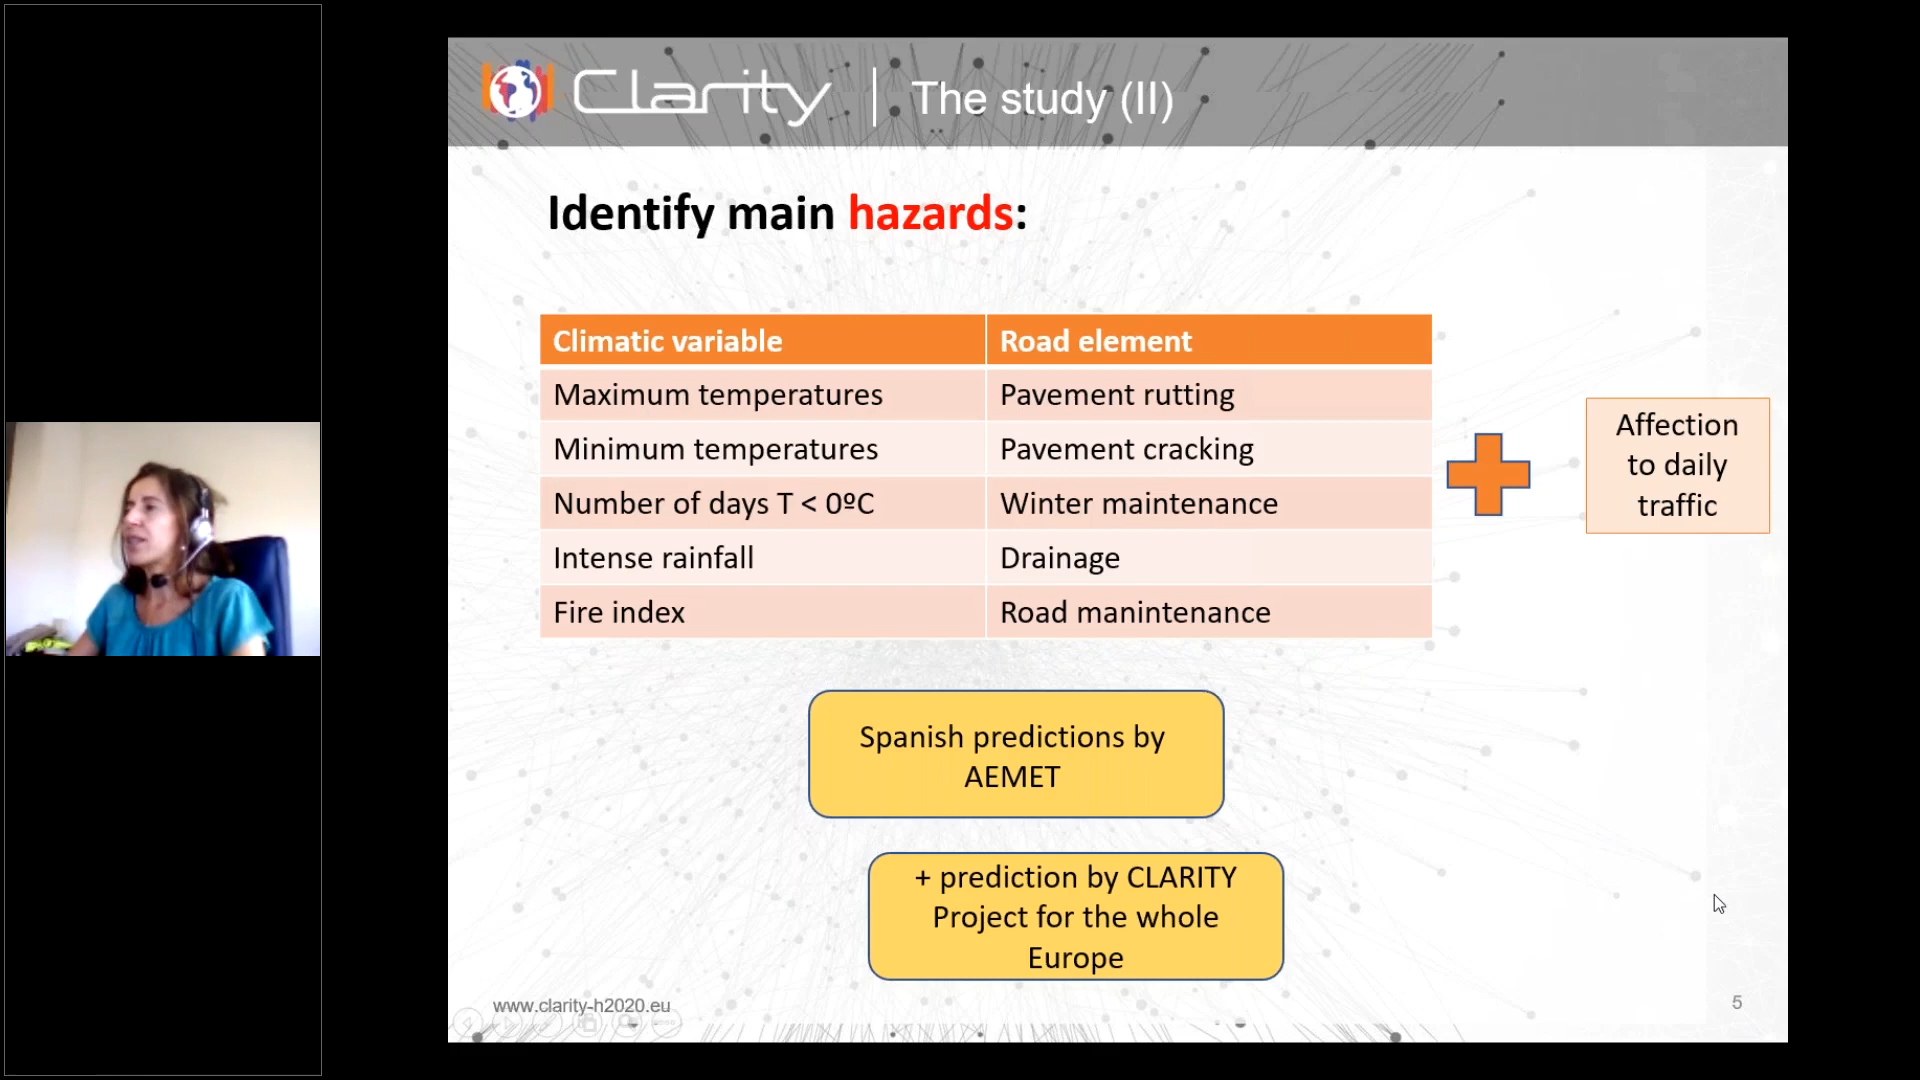 Clarity | The study (II)
Identify main hazards:
Climatic variable Road element
Maximum temperatures Pavement rutting
Minimum temperatures Pavement cracking
Number of days T < 0ºC Winter maintenance
Intense rainfall Drainage
Fire index Road manintenance
Affection
to daily
traffic
Spanish predictions by
AEMET
+ prediction by CLARITY
Project for the whole
Europe
www.clarity-h2020.eu
5